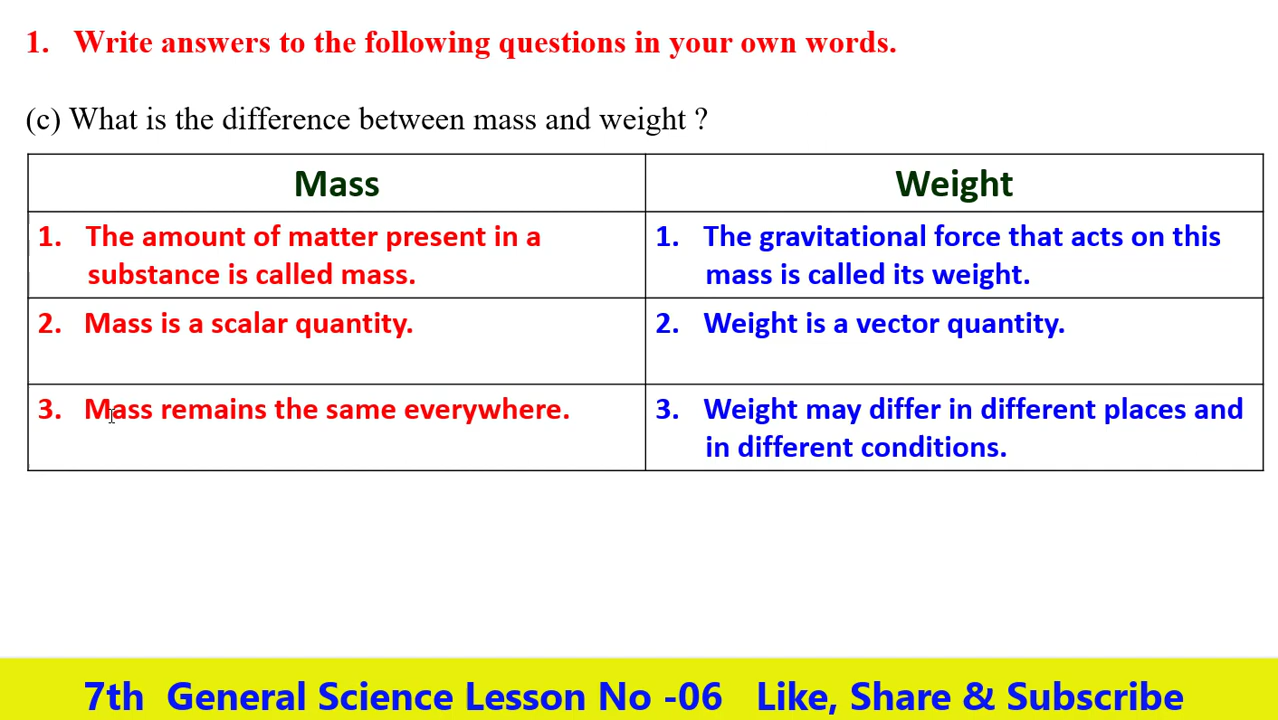 1. Write answers to the following questions in your own words.
(c) What is the difference between mass and weight ?
Mass
Weight
1. The amount of matter present in a
substance is called mass.
1. The gravitational force that acts on this
mass is called its weight.
2. Mass is a scalar quantity.
2. Weight is a vector quantity.
3. Mass remains the same everywhere.
3. Weight may differ in different places and
in different conditions.
7th General Science Lesson No -06 Like, Share & Subscribe